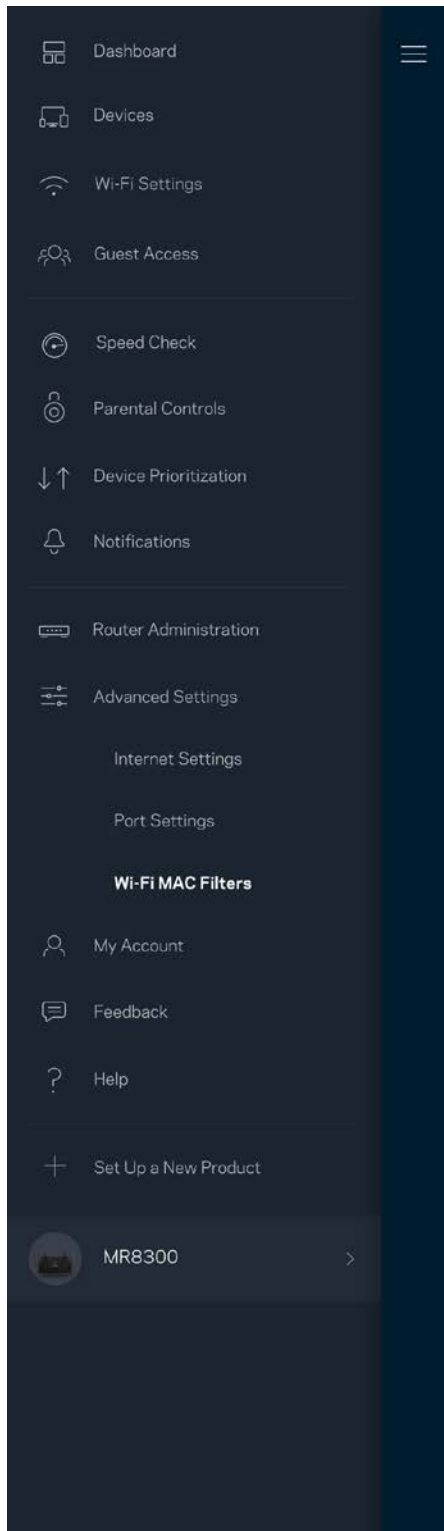 Dashboard
Devices
Wi-Fi Settings
Guest Access
Speed Check
Parental Controls
Device Prioritization
Notifications
Router Administration
Advanced Settings
Internet Settings
Port Settings
Wi-Fi MAC Filters
My Account
Feedback
Help
Set Up a New Product
MR8300